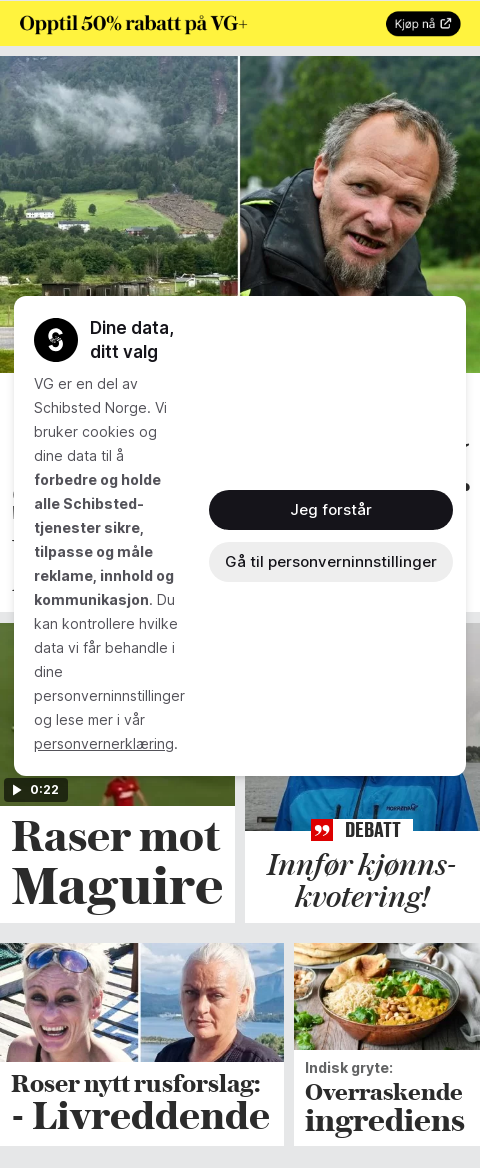 Opptil 50% rabatt på VG+
Kjøp nå
Dine data,
ditt valg
VG er en del av
Schibsted Norge. Vi
bruker cookies og
dine data til å
forbedre og holde
alle Schibsted-
tjenester sikre,
tilpasse og måle
reklame, innhold og
kommunikasjon. Du
kan kontrollere hvilke
data vi får behandle i
dine
personverninnstillinger
og lese mer i vår
personvernerklæring.
Jeg forstår
Gå til personverninnstillinger
0:22
Raser mot
Maguire
DEBATT
Innfør kjønns-
kvotering!
Roser nytt rusforslag:
- Livreddende
Indisk gryte:
Overraskende
ingrediens